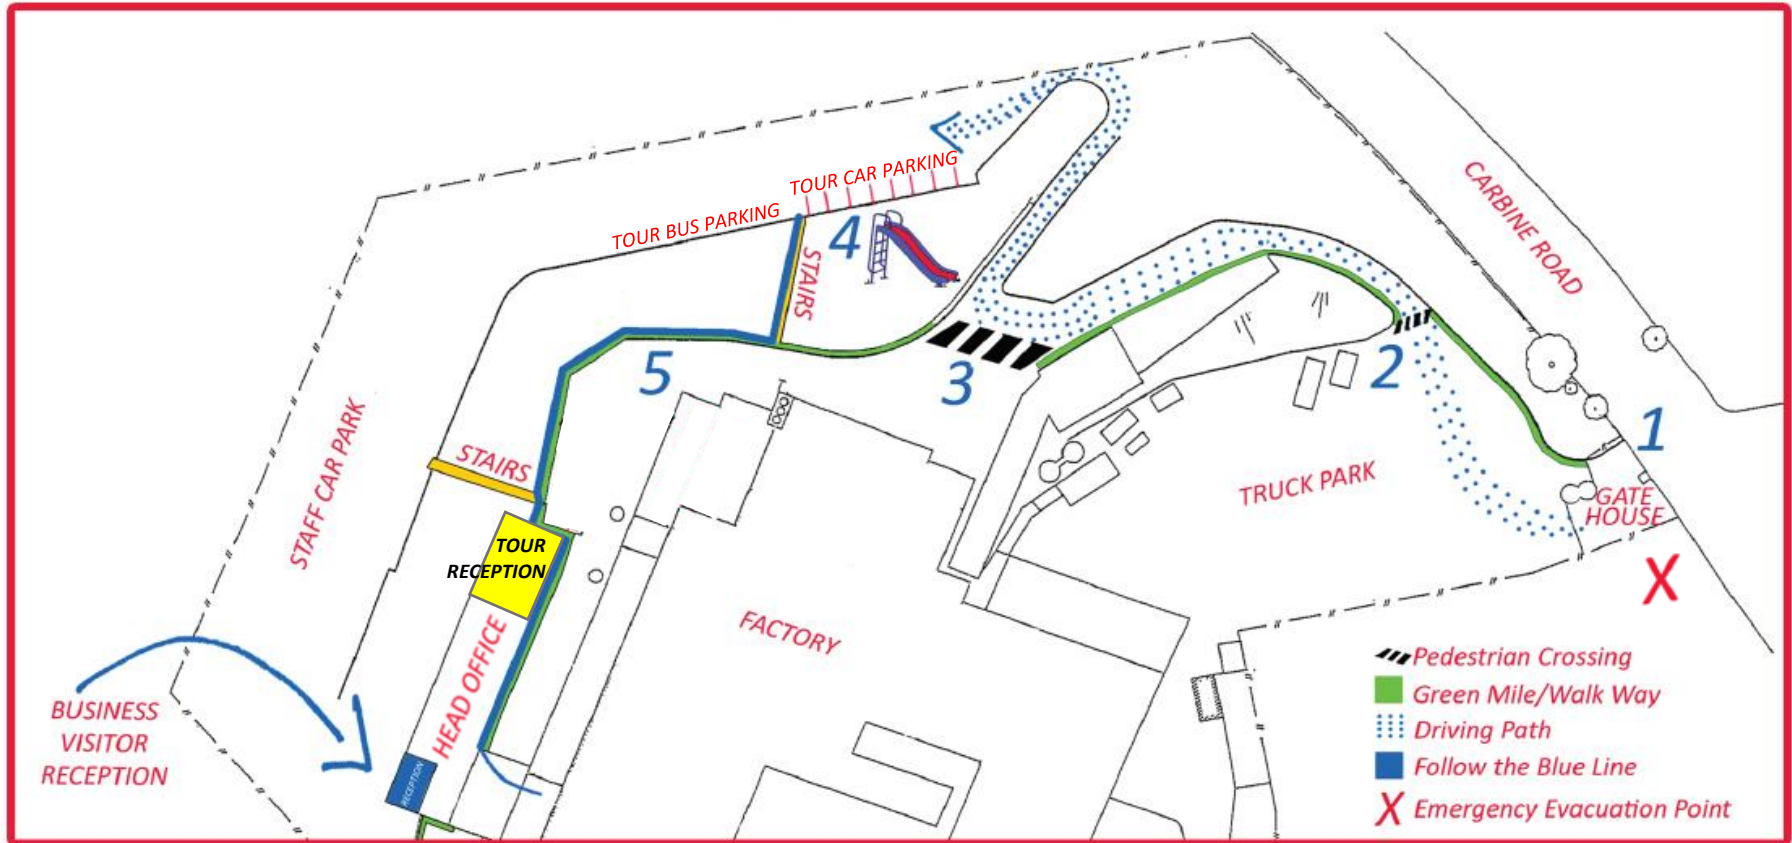 TOUR CAR PARKING
TOUR BUS PARKING
STAIRS
4
CARBINE ROAD
5
3
2
1
STAFF CAR PARK
STAIRS
TOUR
RECEPTION
HEAD OFFICE
FACTORY
TRUCK PARK
GATE
HOUSE
X
BUSINESS
VISITOR
RECEPTION
RECEPTION
Pedestrian Crossing
Green Mile/Walk Way
Driving Path
Follow the Blue Line
X Emergency Evacuation Point